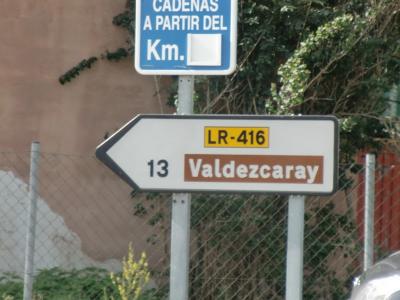 CADENAS
A PARTIR DEL
Km.
LR-416
13 Valdezcaray